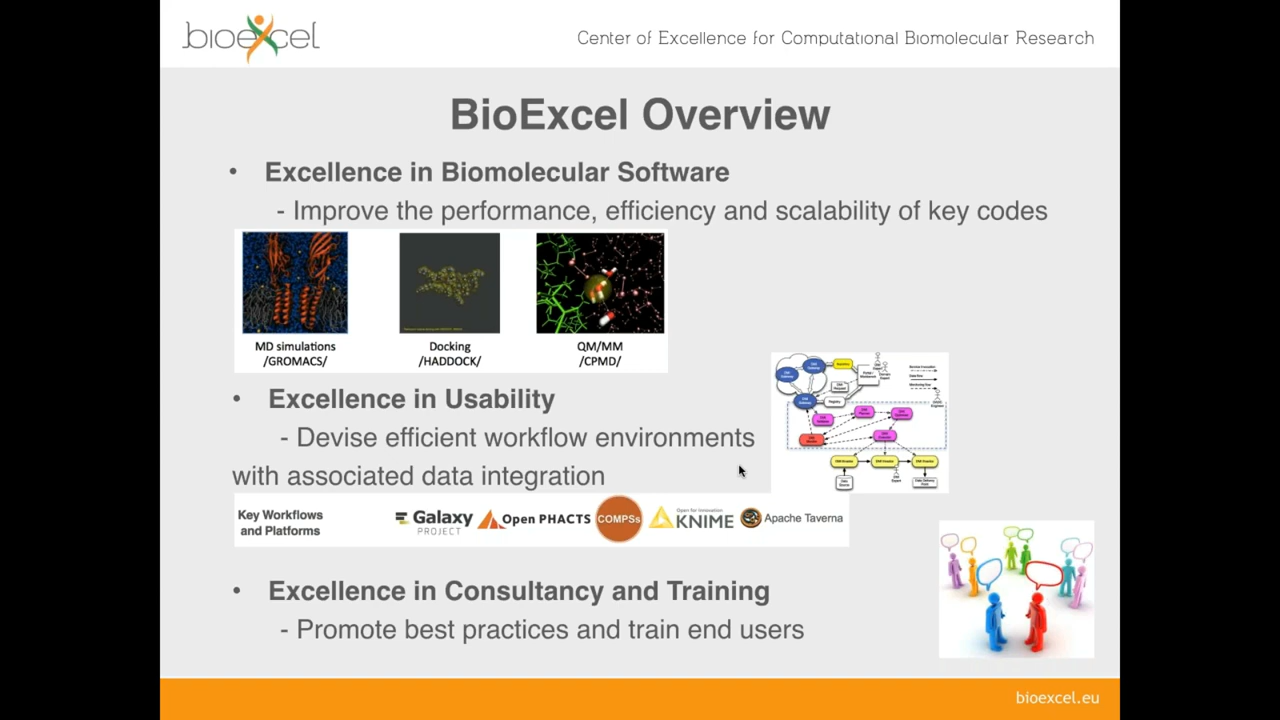 bioexcel
Center of Excellence for Computational Biomolecular Research
BioExcel Overview
• Excellence in Biomolecular Software
- Improve the performance, efficiency and scalability of key codes
MD simulations
/GROMACS/
Docking
/HADDOCK/
QM/MM
/CPMD/
• Excellence in Usability
- Devise efficient workflow environments
with associated data integration
Key Workflows
and Platforms
Galaxy
PROJECT
Open PHACTS
COMPSs
Open for Innovation
KNIME
Apache Taverna
• Excellence in Consultancy and Training
- Promote best practices and train end users
bioexcel.eu